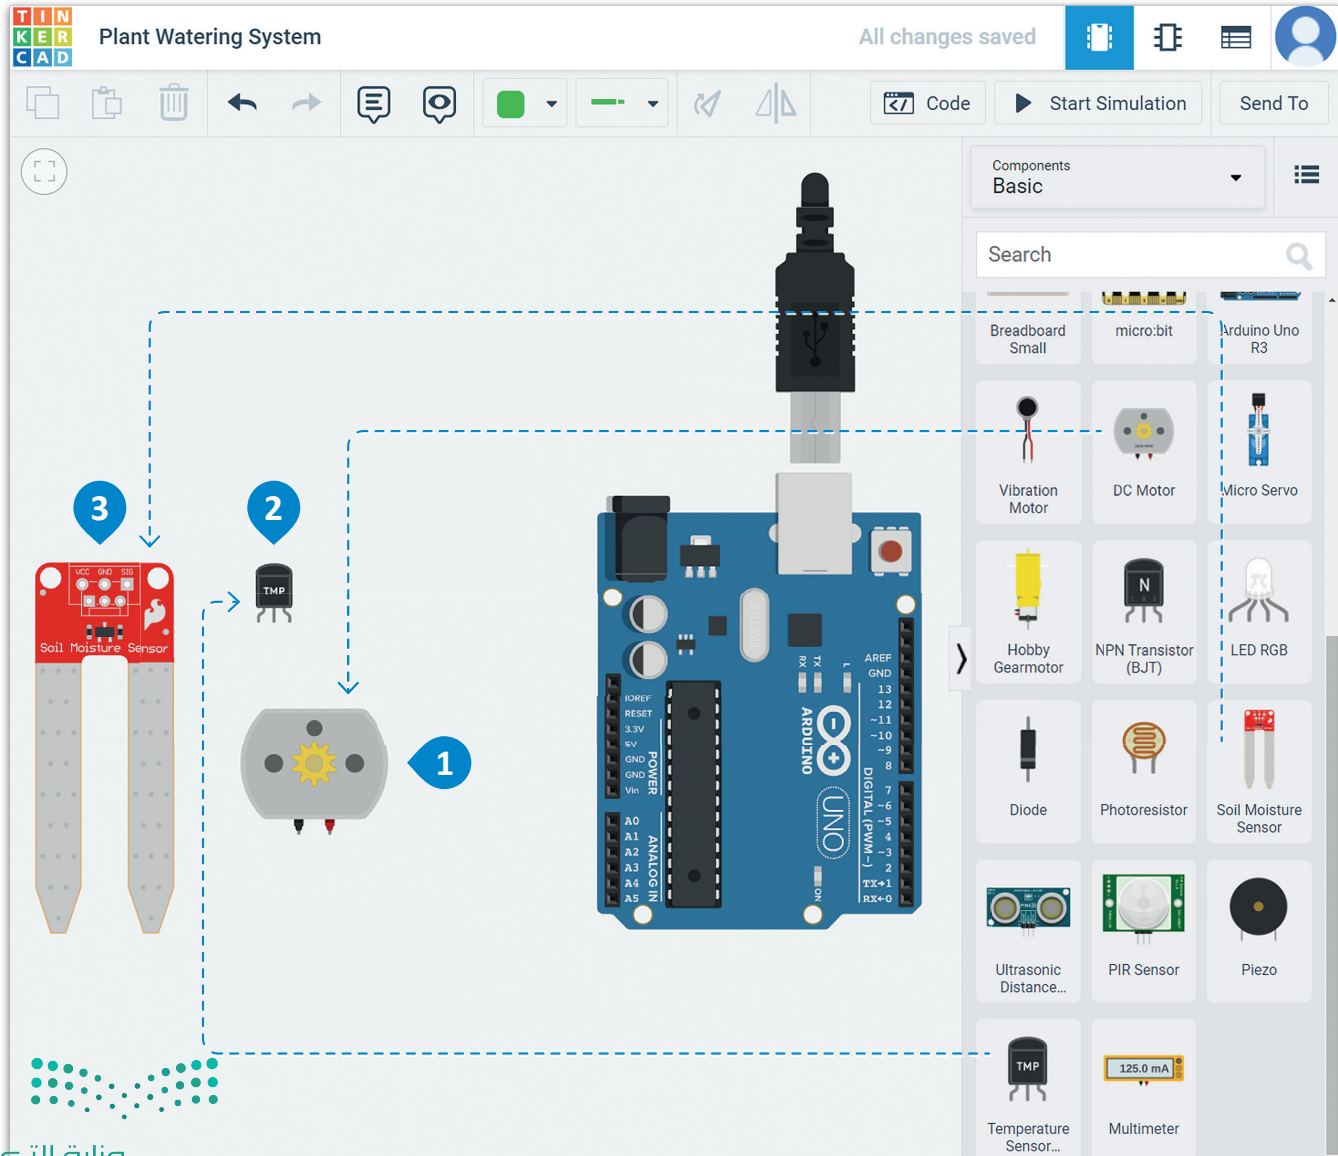 TINKERCAD
Plant Watering System
All changes saved
Code
Start Simulation
Send To
Components
Basic
Search
Breadboard
Small
micro:bit
Arduino Uno
R3
Vibration
Motor
DC Motor
Micro Servo
Hobby
Gearmotor
NPN Transistor
(BJT)
LED RGB
Diode
Photoresistor
Soil Moisture
Sensor
Ultrasonic
Distance...
PIR Sensor
Piezo
TMP
Temperature
Sensor...
125.0 mA
Multimeter
N
3
2
1
VCC GND SIG
Soil Moisture Sensor
TMP
IOREF
RESET
3.3V
5V
GND
GND
Vin
POWER
A0
A1
A2
A3
A4
A5
ANALOG IN
AREF
GND
13
12
~11
~10
~9
8
7
~6
~5
4
~3
2
TX→1
RX←0
DIGITAL (PWM~)
RX
TX
L
ARDUINO
UNO
ON